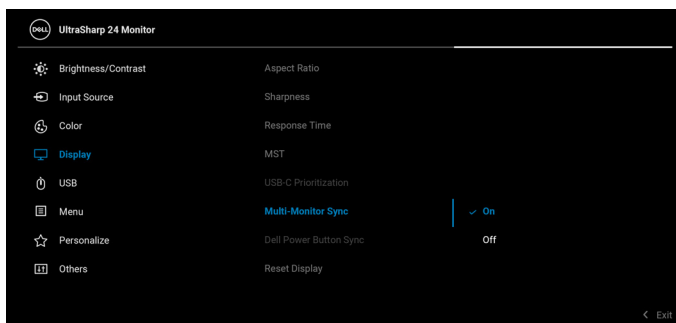 DELL UltraSharp 24 Monitor
Brightness/Contrast Aspect Ratio
Input Source Sharpness
Color Response Time
Display MST
USB USB-C Prioritization
Menu Multi-Monitor Sync On
Personalize Dell Power Button Sync Off
Others Reset Display
Exit